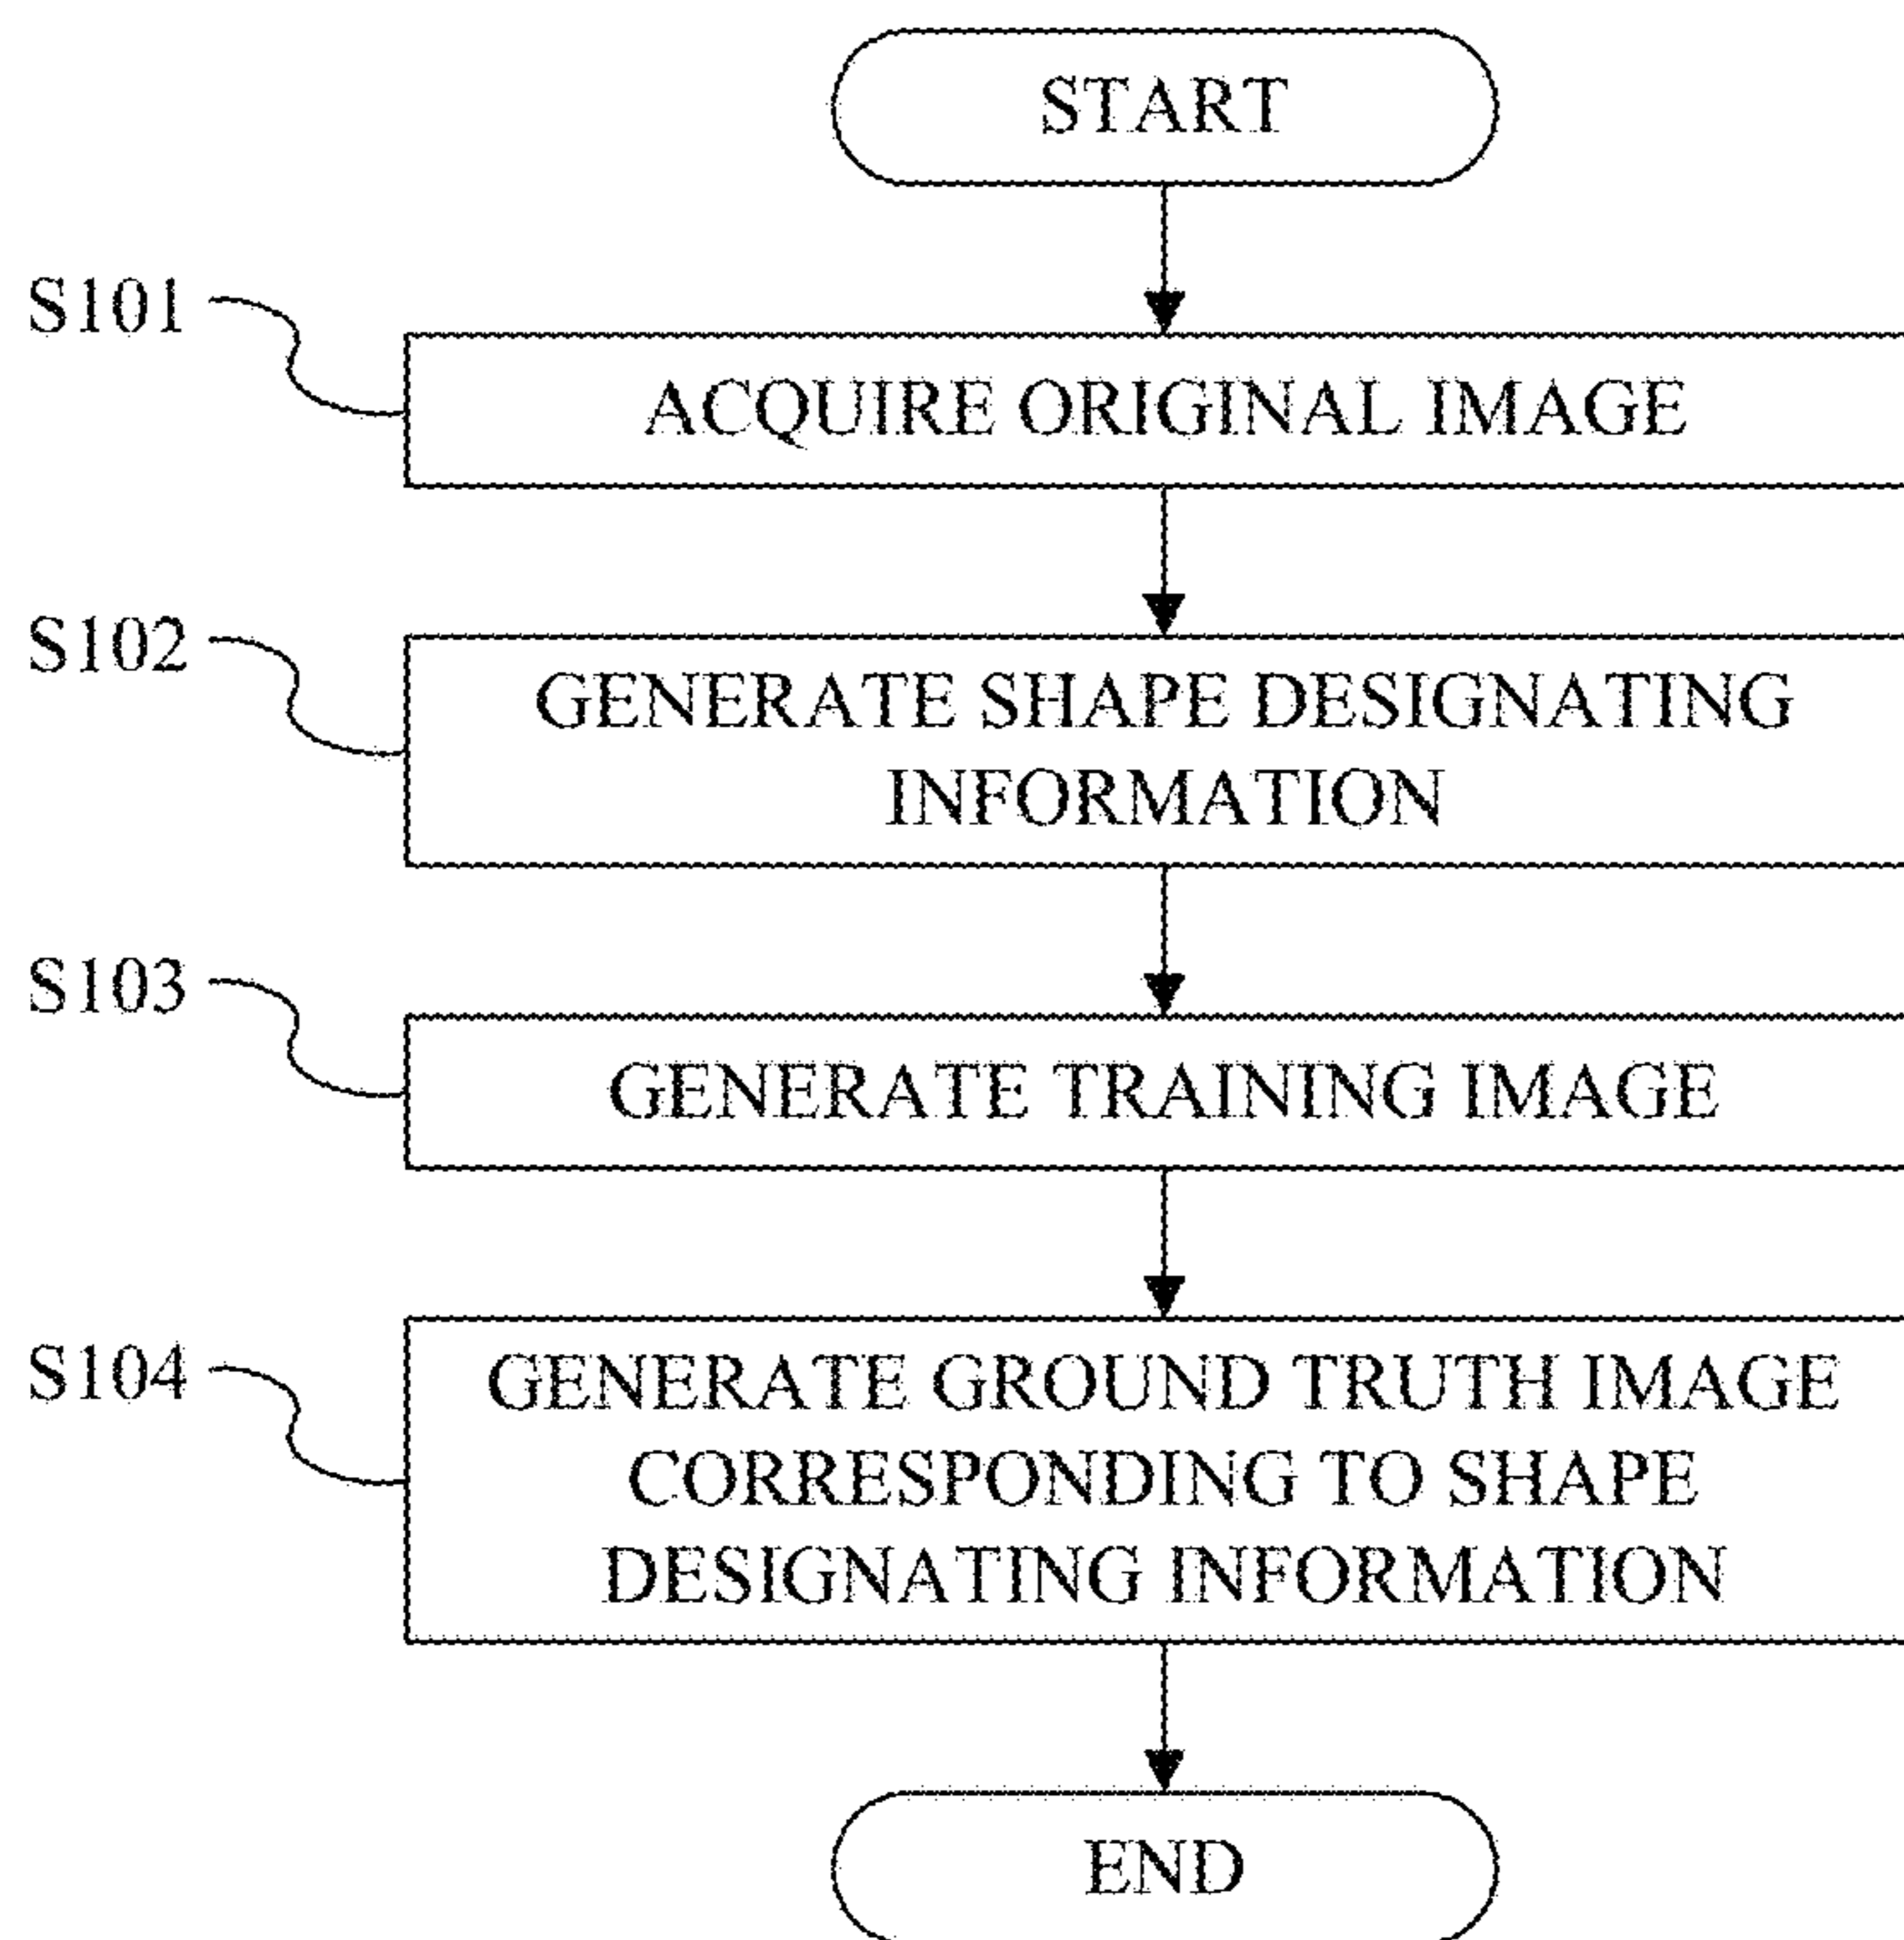 START
S101
ACQUIRE ORIGINAL IMAGE
S102
GENERATE SHAPE DESIGNATING
INFORMATION
S103
GENERATE TRAINING IMAGE
S104
GENERATE GROUND TRUTH IMAGE
CORRESPONDING TO SHAPE
DESIGNATING INFORMATION
END